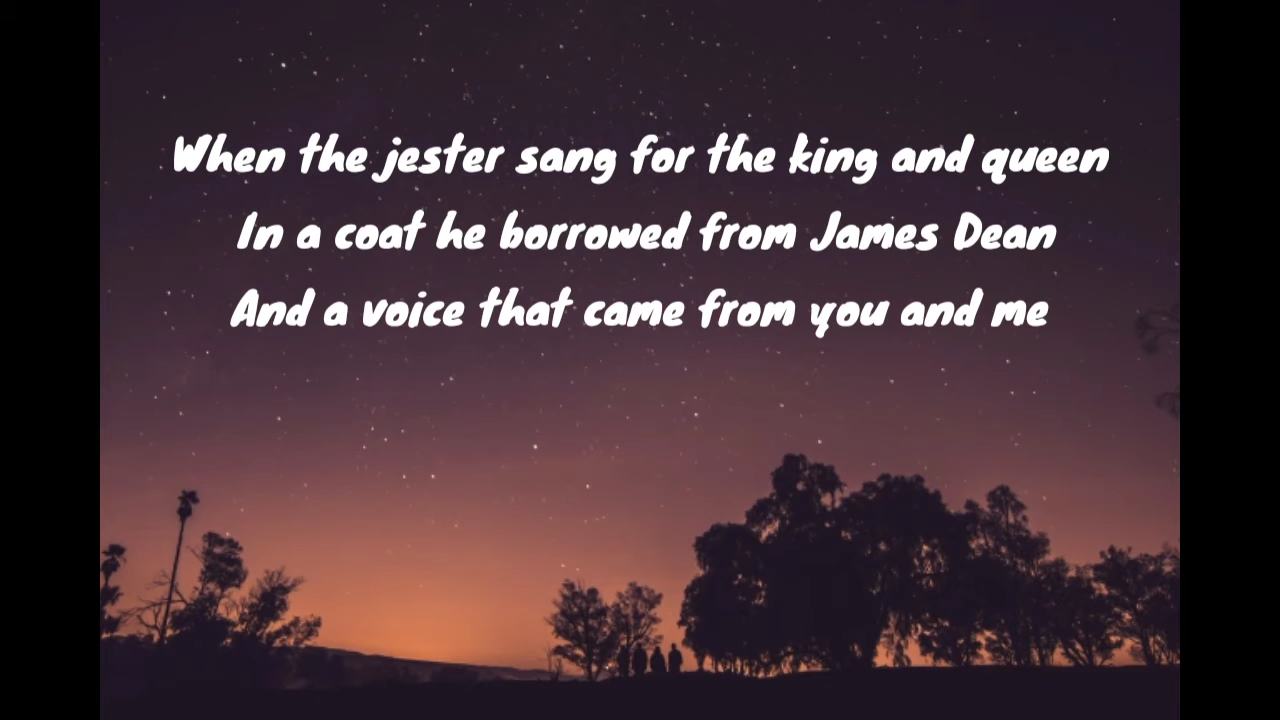 When the jester sang for the king and queen
In a coat he borrowed from James Dean
And a voice that came from you and me